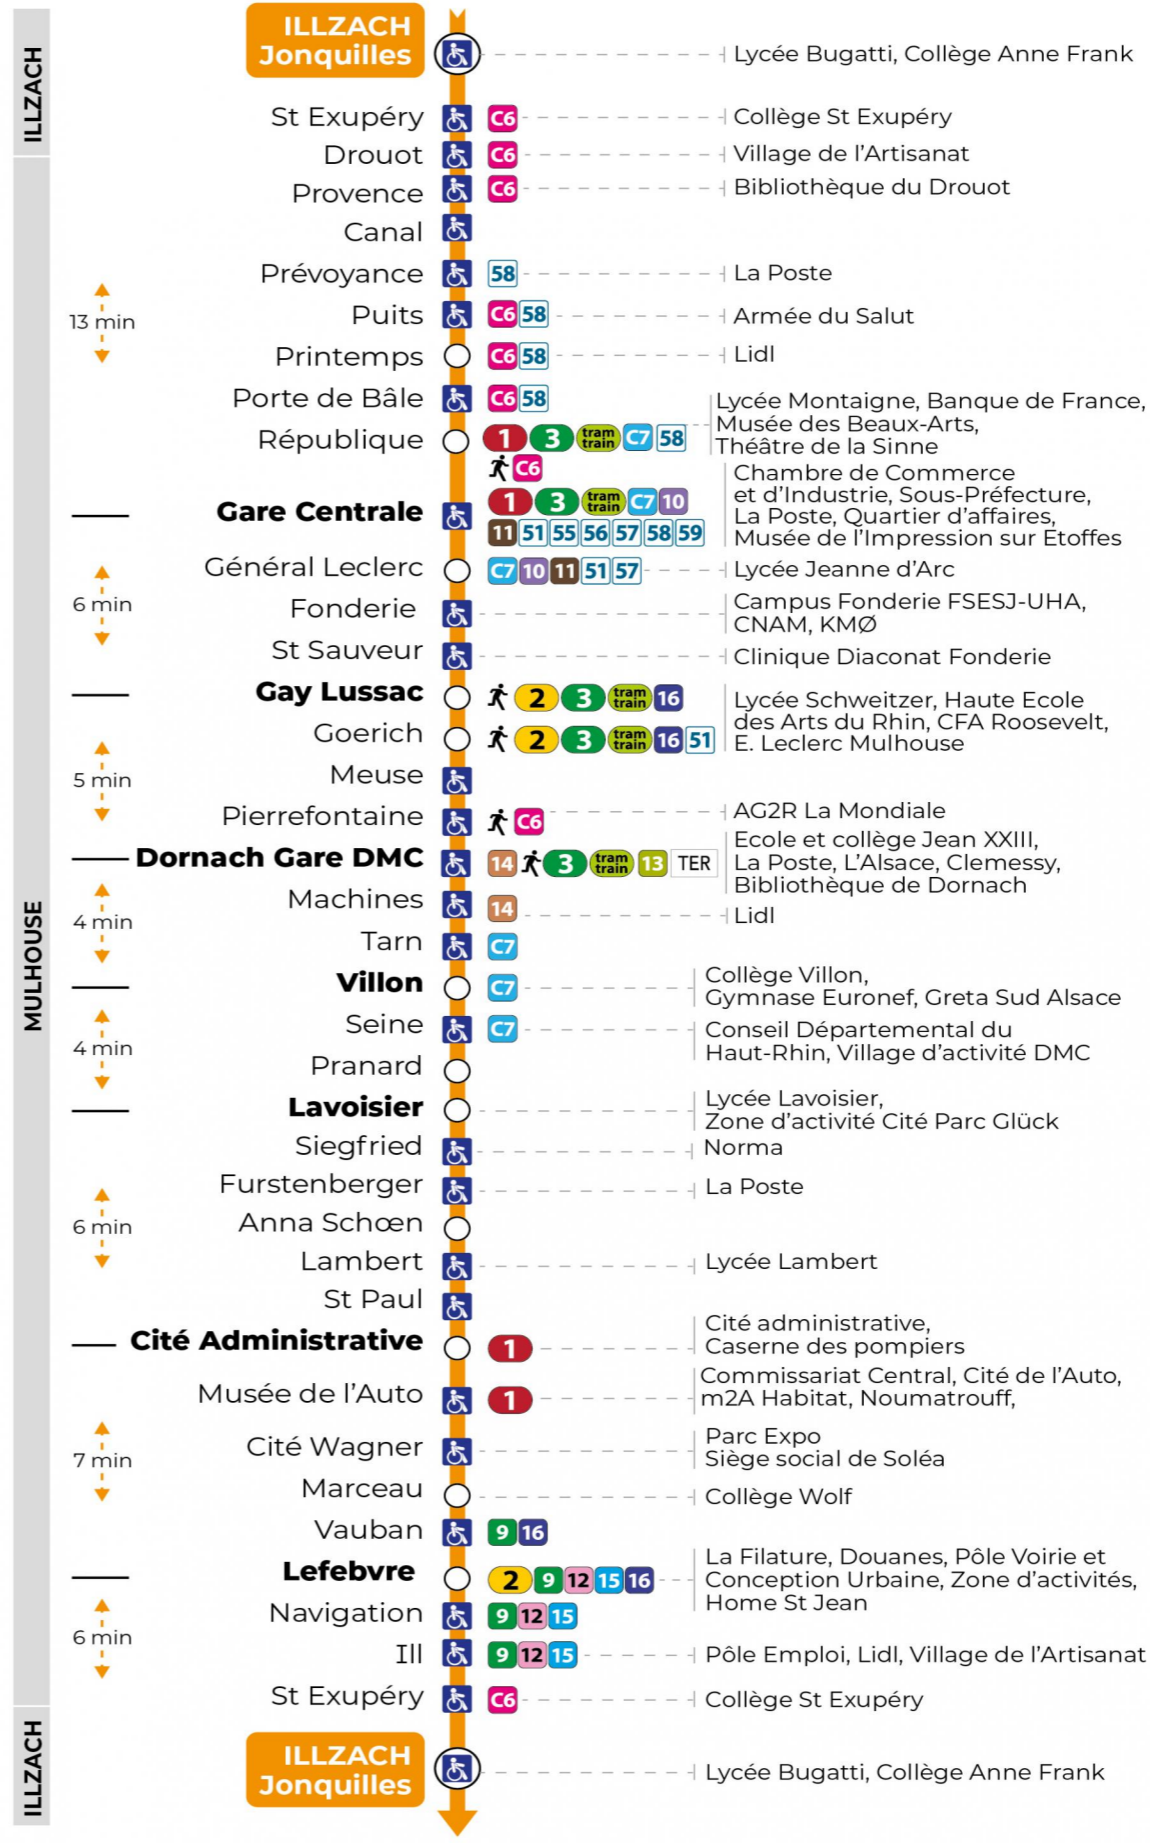 ILLZACH
ILLZACH
Jonquilles
Lycée Bugatti, Collège Anne Frank
St Exupéry
C6
Collège St Exupéry
Drouot
C6
Village de l'Artisanat
Provence
C6
Bibliothèque du Drouot
Canal
Prévoyance
58
La Poste
13 min
Puits
C6 58
Armée du Salut
Printemps
C6 58
Lidl
Porte de Bâle
C6 58
République
1 3 tram train C7 58
Lycée Montaigne, Banque de France,
Musée des Beaux-Arts,
Théâtre de la Sinne
C6
Gare Centrale
1 3 tram train C7 10
11 51 55 56 57 58 59
Chambre de Commerce
et d'Industrie, Sous-Préfecture,
La Poste, Quartier d'affaires,
Musée de l'Impression sur Etoffes
Général Leclerc
C7 10 11 51 57
Lycée Jeanne d'Arc
6 min
Fonderie
Campus Fonderie FSESJ-UHA,
CNAM, KMØ
St Sauveur
Clinique Diaconat Fonderie
Gay Lussac
2 3 tram train 16
Goerich
2 3 tram train 16 51
Lycée Schweitzer, Haute Ecole
des Arts du Rhin, CFA Roosevelt,
E. Leclerc Mulhouse
Meuse
5 min
Pierrefontaine
C6
AG2R La Mondiale
Dornach Gare DMC
14 3 tram train 13 TER
Ecole et collège Jean XXIII,
La Poste, L'Alsace, Clemessy,
Bibliothèque de Dornach
Machines
14
Lidl
4 min
Tarn
C7
MULHOUSE
Villon
C7
Collège Villon,
Gymnase Euronef, Greta Sud Alsace
Seine
C7
Conseil Départemental du
Haut-Rhin, Village d'activité DMC
4 min
Pranard
Lavoisier
Lycée Lavoisier,
Zone d'activité Cité Parc Glück
Siegfried
Norma
Furstenberger
La Poste
6 min
Anna Schœn
Lambert
Lycée Lambert
St Paul
Cité Administrative
1
Cité administrative,
Caserne des pompiers
Musée de l'Auto
1
Commissariat Central, Cité de l'Auto,
m2A Habitat, Noumatrouff,
Cité Wagner
Parc Expo
Siège social de Soléa
7 min
Marceau
Collège Wolf
Vauban
9 16
Lefebvre
2 9 12 15 16
La Filature, Douanes, Pôle Voirie et
Conception Urbaine, Zone d'activités,
Home St Jean
Navigation
9 12 15
6 min
Ill
9 12 15
Pôle Emploi, Lidl, Village de l'Artisanat
St Exupéry
C6
Collège St Exupéry
ILLZACH
ILLZACH
Jonquilles
Lycée Bugatti, Collège Anne Frank